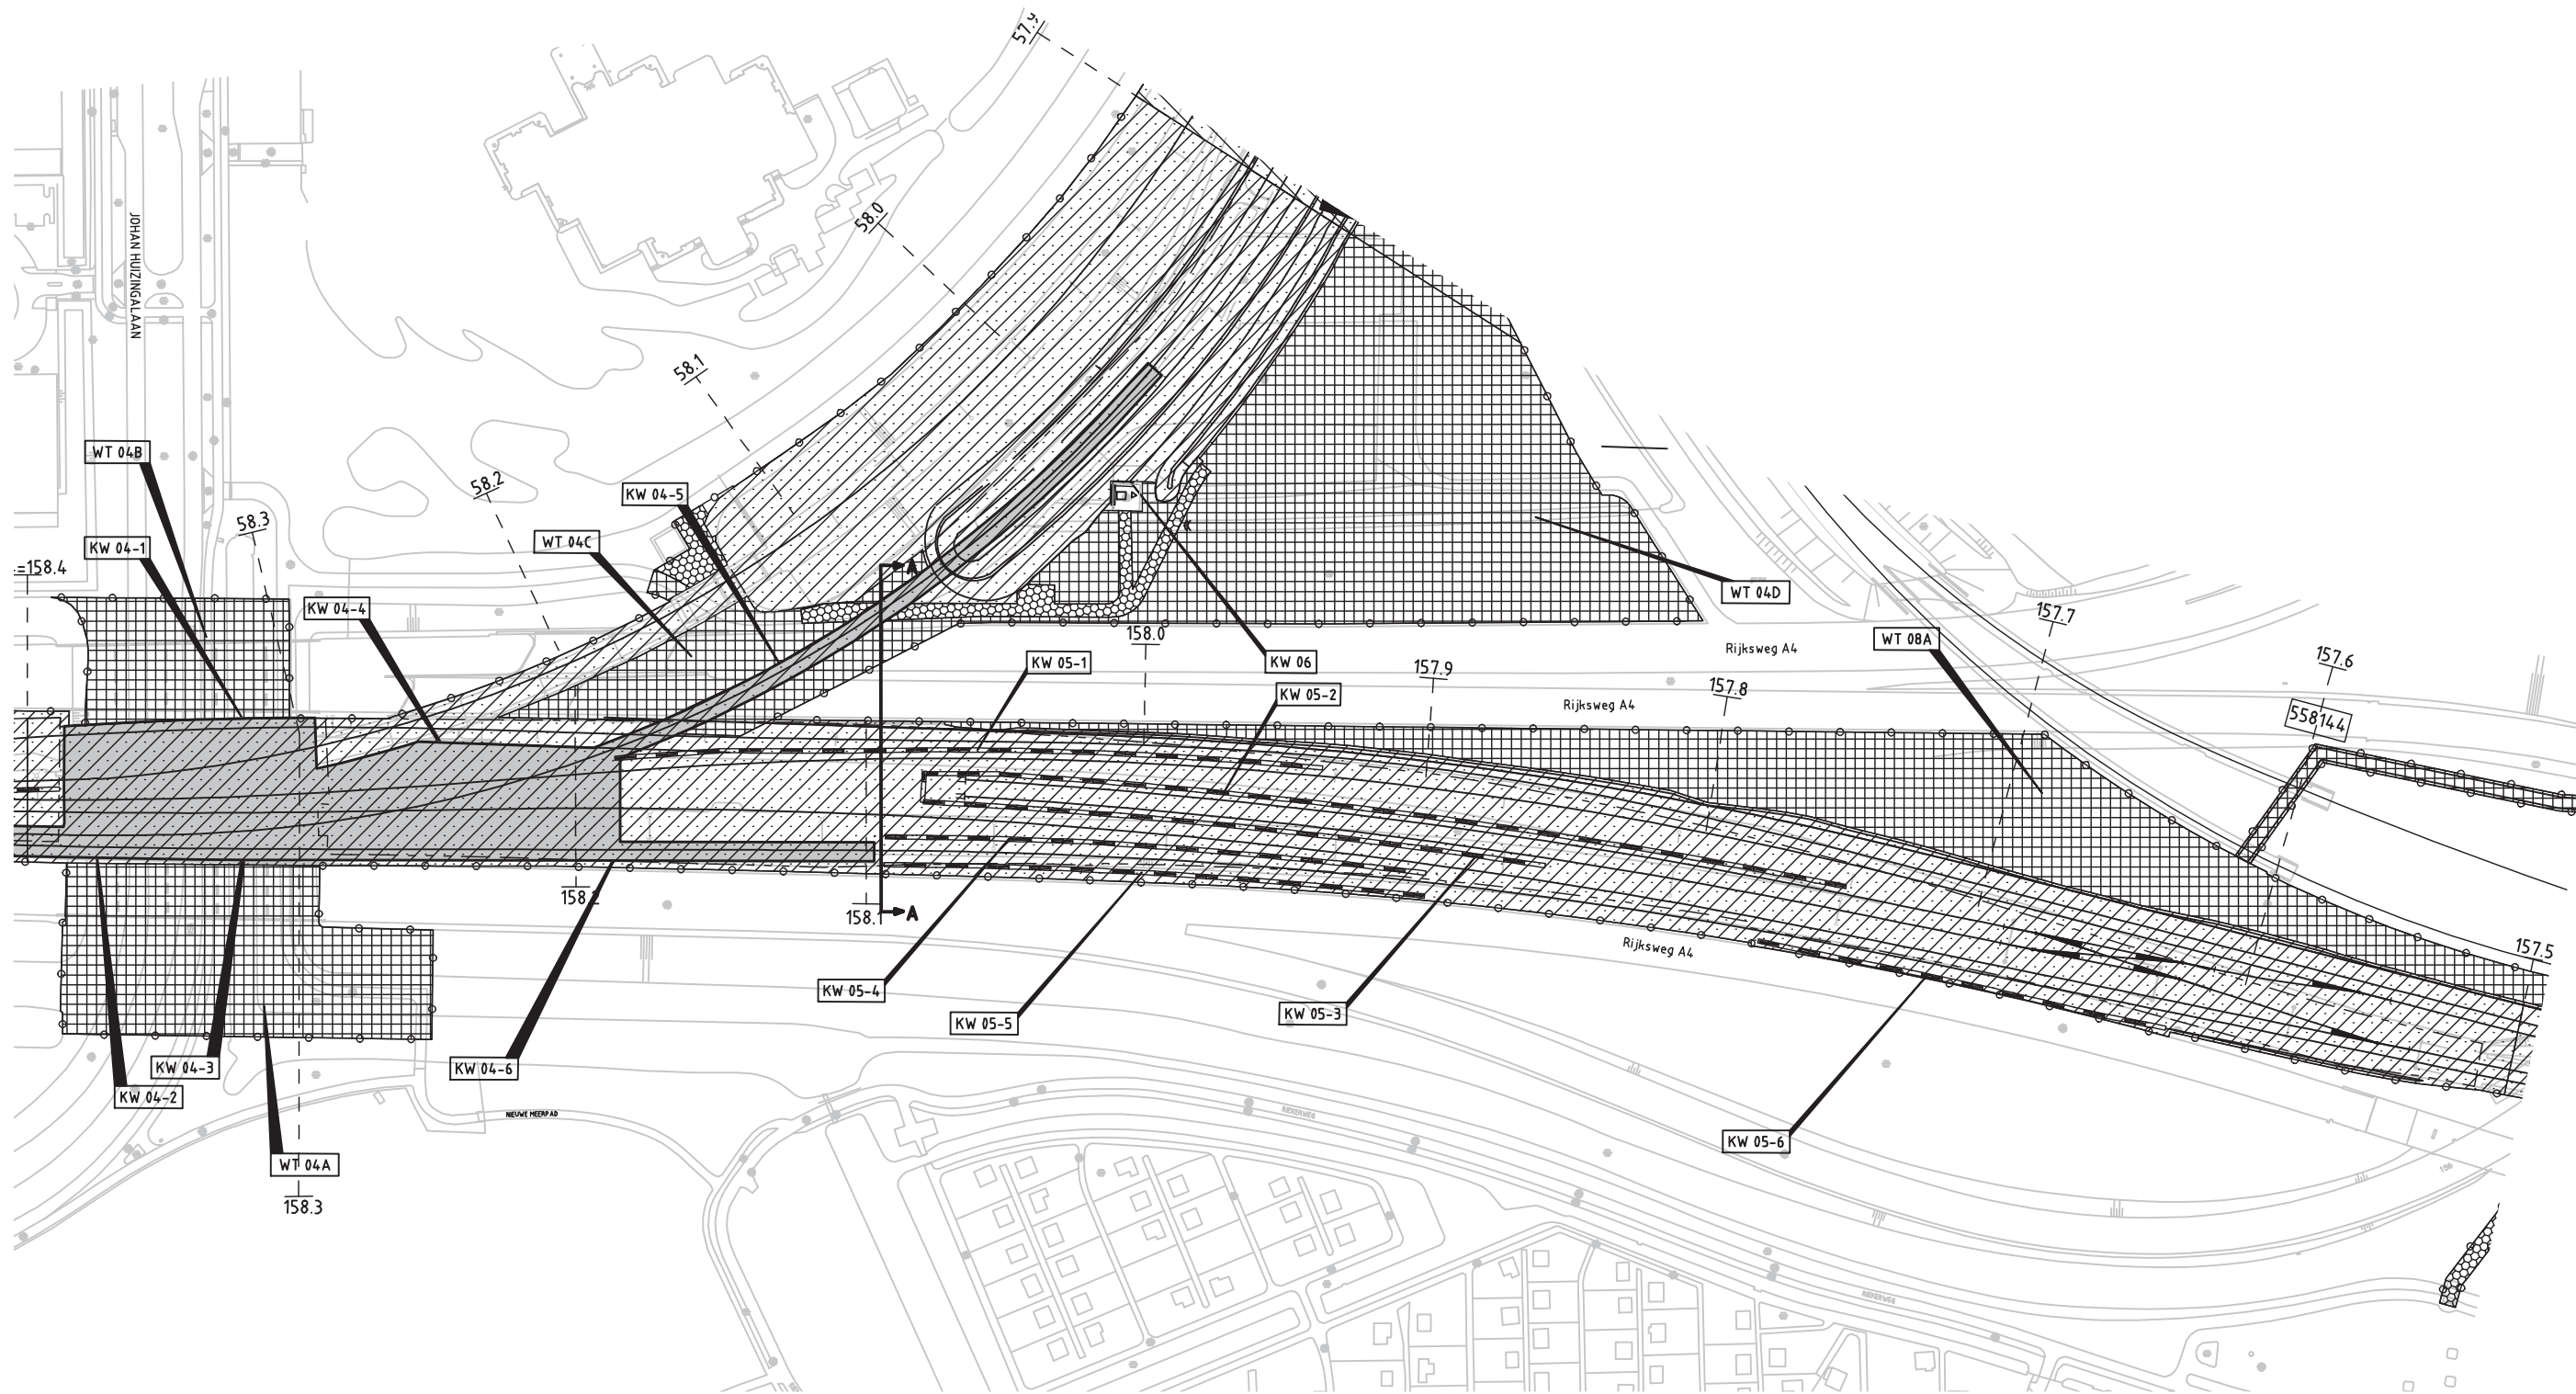 57.9
58.0
JOHAN HUIZINGALAAN
58.1
WT 04B
58.2
KW 04-5
58.3
WT 04C
KW 04-1
=158.4
A
KW 04-4
WT 04D
157.7
158.0
WT 08A
Rijksweg A4
KW 05-1
KW 06
157.6
157.9
157.8
KW 05-2
Rijksweg A4
558144
158.2
158.1
A
Rijksweg A4
157.5
KW 05-4
KW 05-3
KW 05-5
KW 04-3
KW 04-6
KW 04-2
NIEUWE MEERPAD
RIEKERWEG
KW 05-6
WT 04A
158.3
156
RIEKERWEG